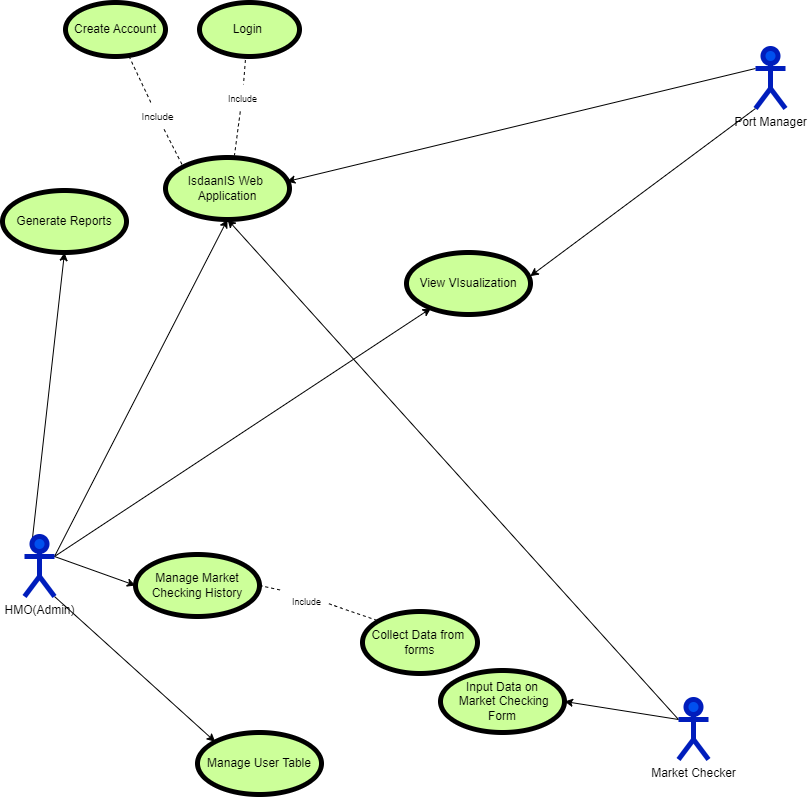 Create Account
Login
Include
Include
Port Manager
IsdaanIS Web
Application
Generate Reports
View VIsualization
HMO(Admin)
Manage Market
Checking History
Include
Collect Data from
forms
Input Data on
Market Checking
Form
Manage User Table
Market Checker